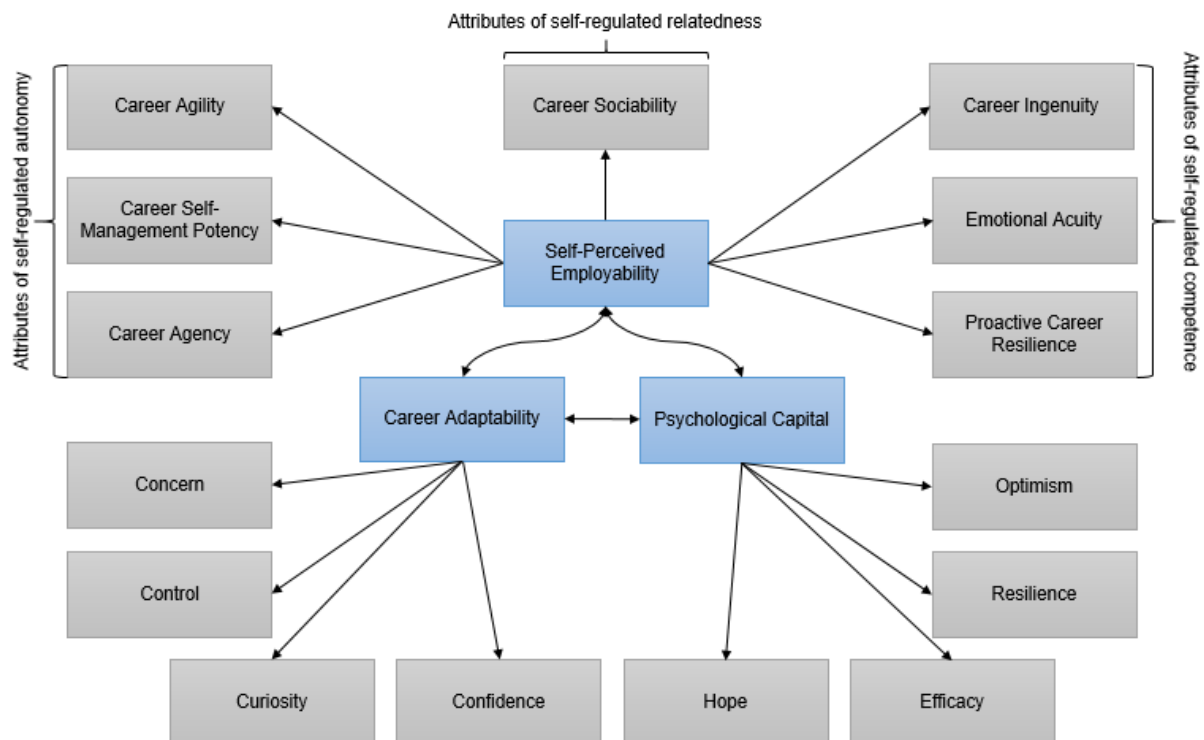 Attributes of self-regulated relatedness
Attributes of self-regulated autonomy
Career Agility
Career Sociability
Career Ingenuity
Attributes of self-regulated competence
Career Self-
Management Potency
Emotional Acuity
Self-Perceived
Employability
Career Agency
Proactive Career
Resilience
Career Adaptability
Psychological Capital
Concern
Optimism
Control
Resilience
Curiosity
Confidence
Hope
Efficacy